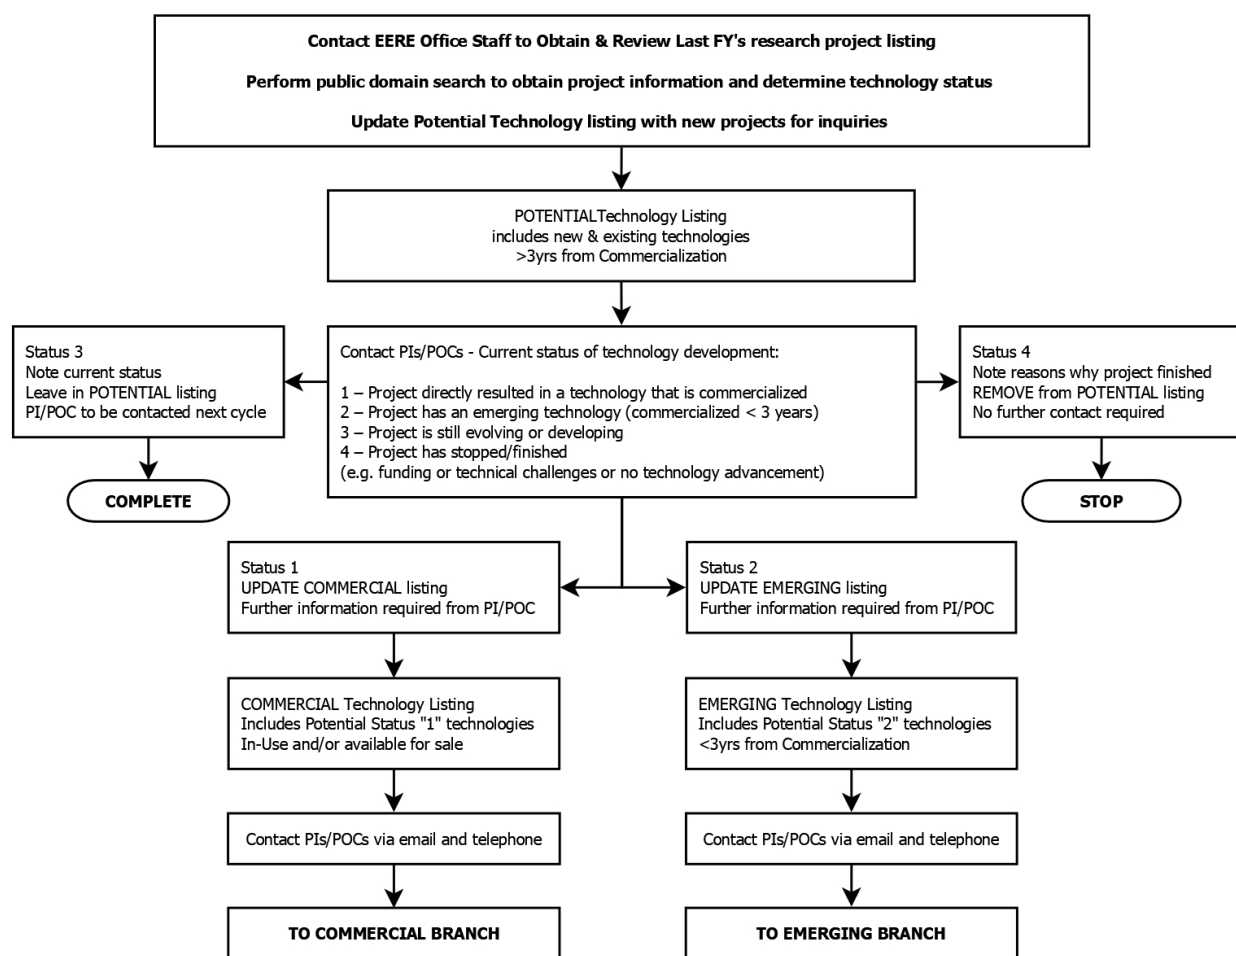 Contact EERE Office Staff to Obtain & Review Last FY's research project listing
Perform public domain search to obtain project information and determine technology status
Update Potential Technology listing with new projects for inquiries
POTENTIALTechnology Listing
includes new & existing technologies
>3yrs from Commercialization
Status 3
Note current status
Leave in POTENTIAL listing
PI/POC to be contacted next cycle
COMPLETE
Contact PIs/POCs - Current status of technology development:
1 – Project directly resulted in a technology that is commercialized
2 – Project has an emerging technology (commercialized < 3 years)
3 – Project is still evolving or developing
4 – Project has stopped/finished
(e.g. funding or technical challenges or no technology advancement)
Status 4
Note reasons why project finished
REMOVE from POTENTIAL listing
No further contact required
STOP
Status 1
UPDATE COMMERCIAL listing
Further information required from PI/POC
Status 2
UPDATE EMERGING listing
Further information required from PI/POC
COMMERCIAL Technology Listing
Includes Potential Status "1" technologies
In-Use and/or available for sale
EMERGING Technology Listing
Includes Potential Status "2" technologies
<3yrs from Commercialization
Contact PIs/POCs via email and telephone
Contact PIs/POCs via email and telephone
TO COMMERCIAL BRANCH
TO EMERGING BRANCH